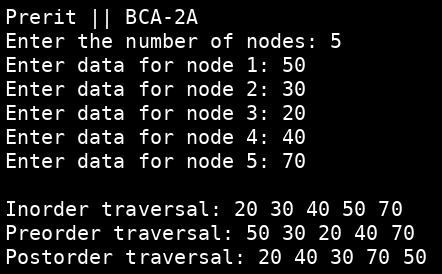 Prerit || BCA-2A
Enter the number of nodes: 5
Enter data for node 1: 50
Enter data for node 2: 30
Enter data for node 3: 20
Enter data for node 4: 40
Enter data for node 5: 70

Inorder traversal: 20 30 40 50 70
Preorder traversal: 50 30 20 40 70
Postorder traversal: 20 40 30 70 50